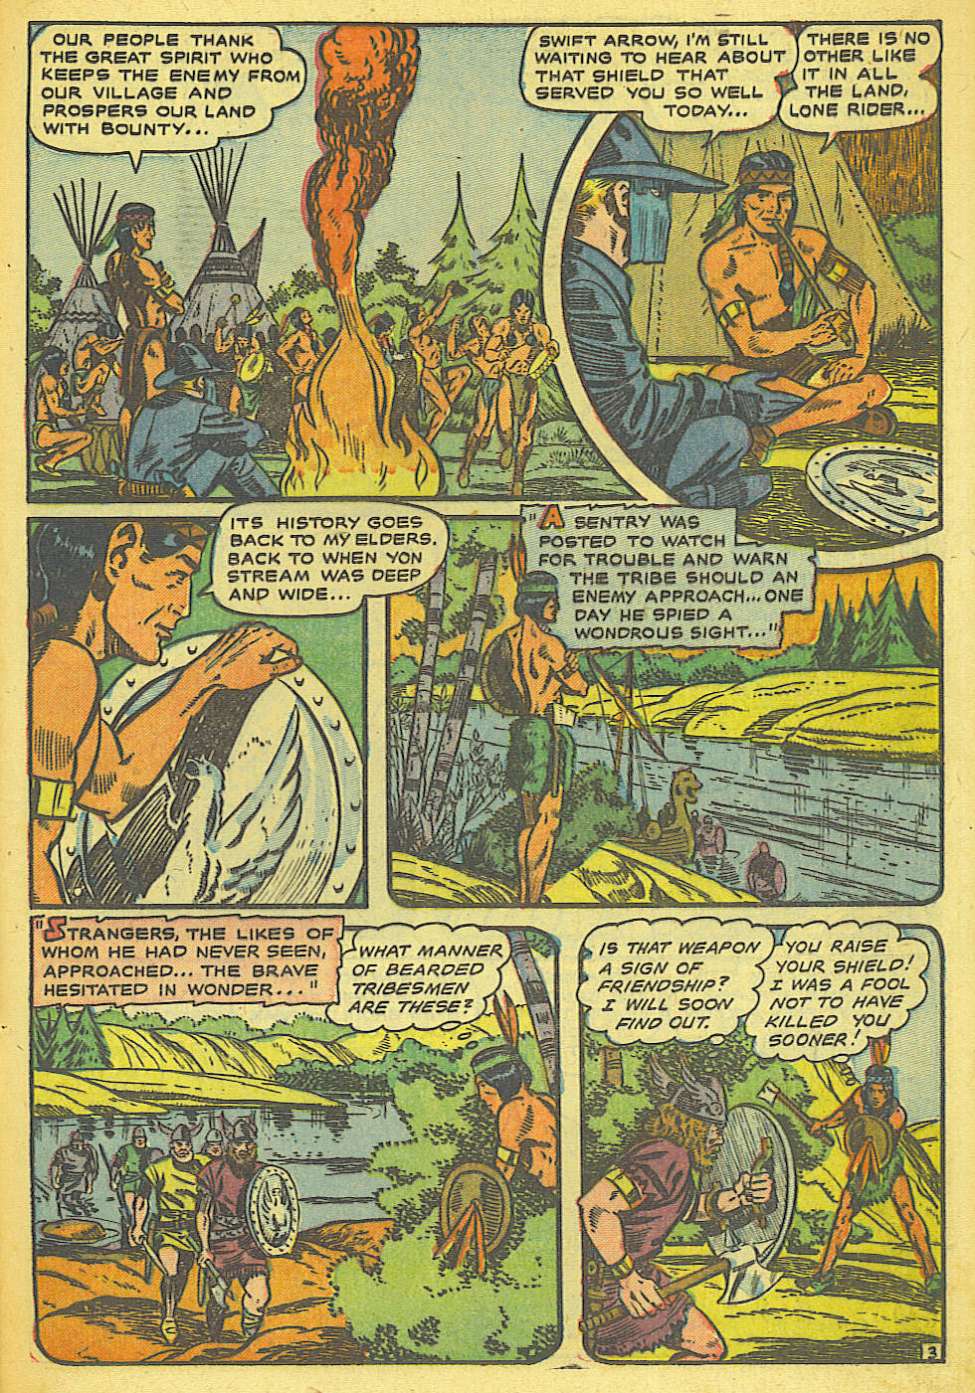 OUR PEOPLE THANK
THE GREAT SPIRIT WHO
KEEPS THE ENEMY FROM
OUR VILLAGE AND
PROSPERS OUR LAND
WITH BOUNTY...
SWIFT ARROW, I'M STILL
WAITING TO HEAR ABOUT
THAT SHIELD THAT
SERVED YOU SO WELL
TODAY...
THERE IS NO
OTHER LIKE
IT IN ALL
THE LAND,
LONE RIDER...
ITS HISTORY GOES
BACK TO MY ELDERS.
BACK TO WHEN YON
STREAM WAS DEEP
AND WIDE...
"A SENTRY WAS
POSTED TO WATCH
FOR TROUBLE AND WARN
THE TRIBE SHOULD AN
ENEMY APPROACH... ONE
DAY HE SPIED A
WONDROUS SIGHT..."
"STRANGERS, THE LIKES OF
WHOM HE HAD NEVER SEEN,
APPROACHED... THE BRAVE
HESITATED IN WONDER..."
WHAT MANNER
OF BEARDED
TRIBESMEN
ARE THESE?
IS THAT WEAPON
A SIGN OF
FRIENDSHIP?
I WILL SOON
FIND OUT.
YOU RAISE
YOUR SHIELD!
I WAS A FOOL
NOT TO HAVE
KILLED YOU
SOONER!
3